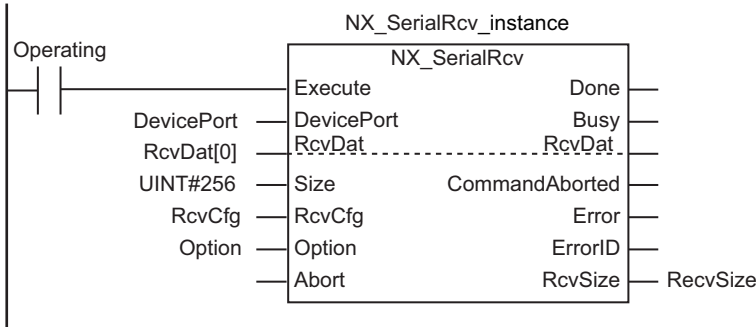 NX_SerialRcv_instance
Operating
NX_SerialRcv
Execute Done
DevicePort DevicePort Busy
RcvDat[0] RcvDat RcvDat
UINT#256 Size CommandAborted
RcvCfg RcvCfg Error
Option Option ErrorID
Abort RcvSize RecvSize